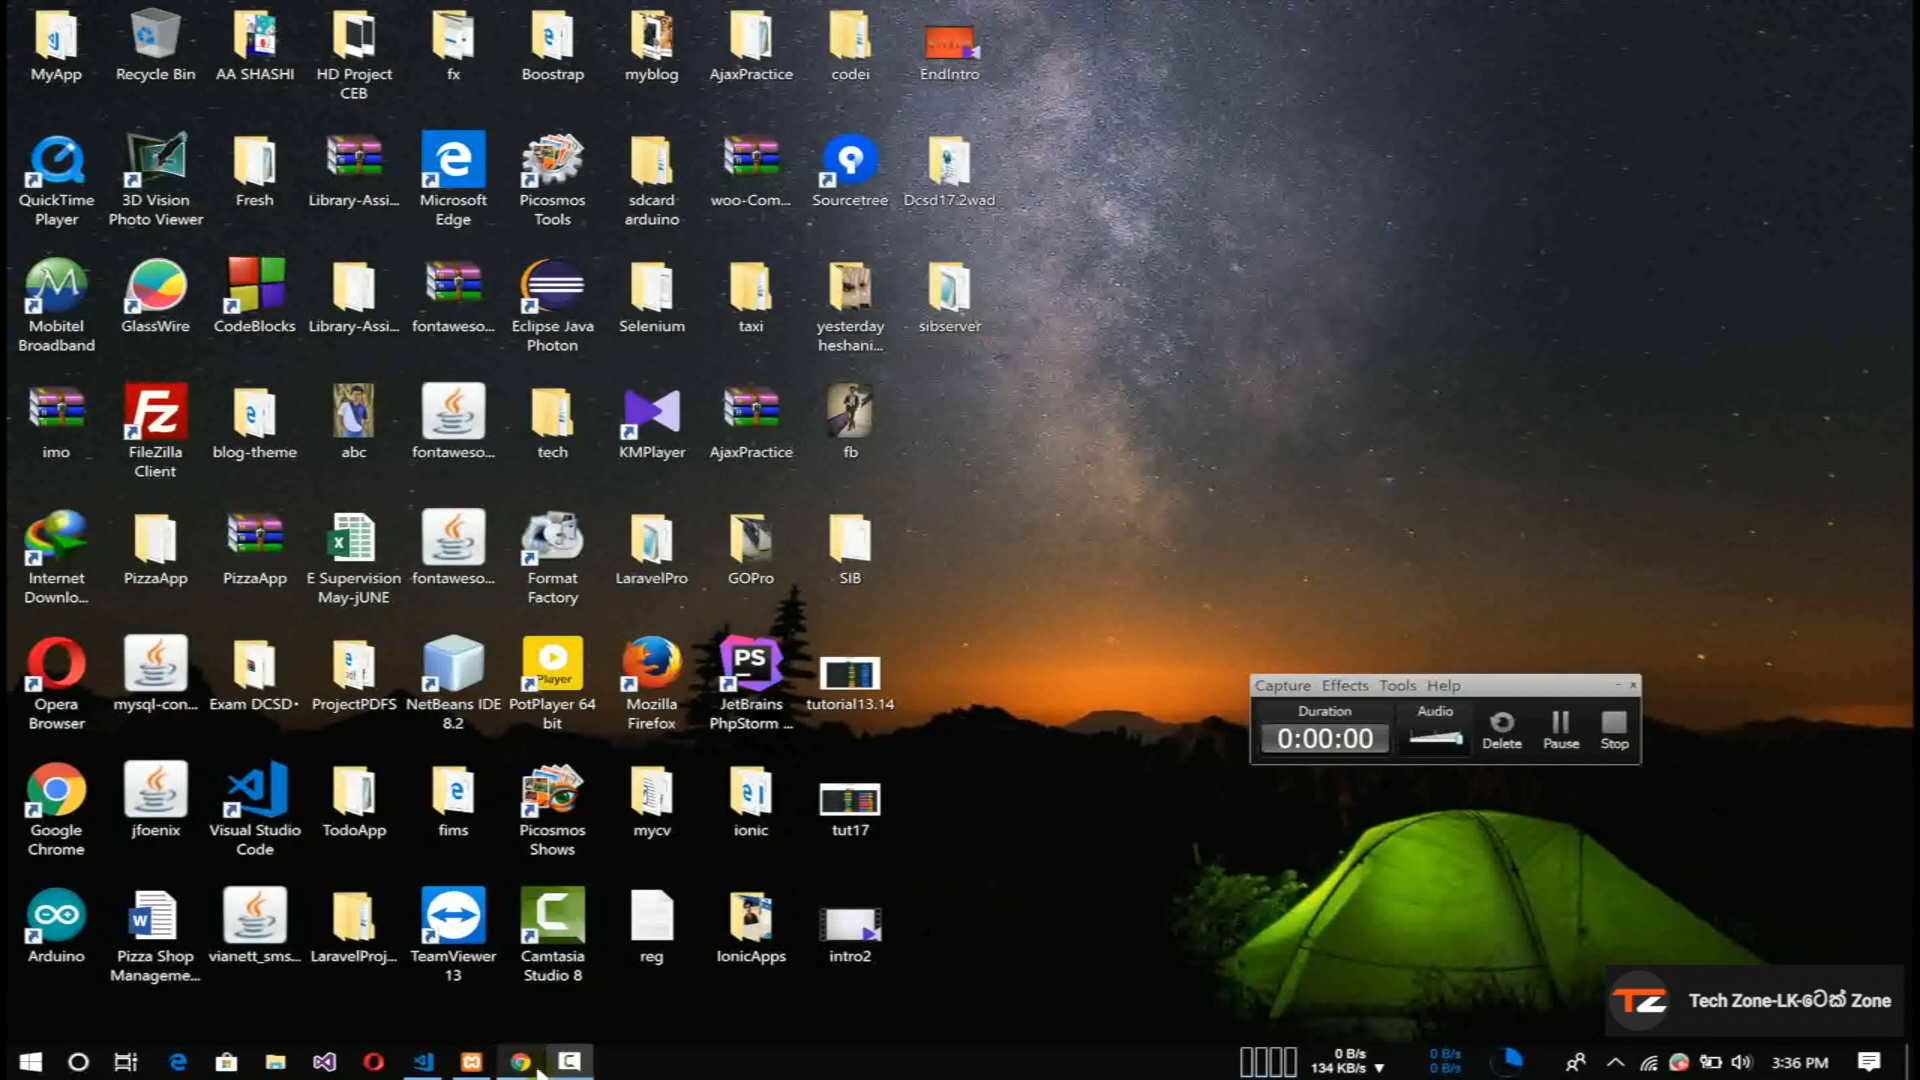 MyApp
Recycle Bin
AA SHASHI
HD Project
CEB
fx
Boostrap
myblog
AjaxPractice
codei
EndIntro
QuickTime
Player
3D Vision
Photo Viewer
Fresh
Library-Assi...
Microsoft
Edge
Picosmos
Tools
sdcard
arduino
woo-Com...
Sourcetree
Dcsd17.2wad
Mobitel
Broadband
GlassWire
CodeBlocks
Library-Assi...
fontaweso...
Eclipse Java
Photon
Selenium
taxi
yesterday
heshani...
sibserver
imo
FileZilla
Client
blog-theme
abc
fontaweso...
tech
KMPlayer
AjaxPractice
fb
Internet
Downlo...
PizzaApp
PizzaApp
E Supervision
May-jUNE
fontaweso...
Format
Factory
LaravelPro
GOPro
SIB
Opera
Browser
mysql-con...
Exam DCSD
ProjectPDFS
NetBeans IDE
8.2
Player
PotPlayer 64
bit
Mozilla
Firefox
PS
JetBrains
PhpStorm ...
tutorial13.14
Capture Effects Tools Help
Duration
Audio
0:00:00
Delete
Pause
Stop
Google
Chrome
jfoenix
Visual Studio
Code
TodoApp
fims
Picosmos
Shows
mycv
ionic
tut17
Arduino
Pizza Shop
Manageme...
vianett_sms...
LaravelProj...
TeamViewer
13
Camtasia
Studio 8
reg
IonicApps
intro2
TZ
Tech Zone-LK-ටෙක් Zone
0 B/s
134 KB/s
0 B/s
0 B/s
3:36 PM